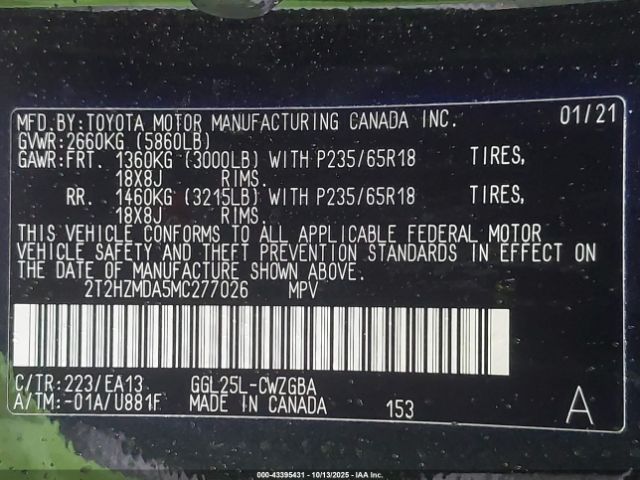 MFD.BY:TOYOTA MOTOR MANUFACTURING CANADA INC. 01/21
GVWR:2660KG (5860LB)
GAWR:FRT. 1360KG (3000LB) WITH P235/65R18 TIRES,
18X8J RIMS.
RR. 1460KG (3215LB) WITH P235/65R18 TIRES,
18X8J RIMS.
THIS VEHICLE CONFORMS TO ALL APPLICABLE FEDERAL MOTOR
VEHICLE SAFETY AND THEFT PREVENTION STANDARDS IN EFFECT ON
THE DATE OF MANUFACTURE SHOWN ABOVE.
2T2HZMDA5MC277026 MPV
C/TR:223/EA13 GGL25L-CWZGBA
A/TM:-01A/U881F MADE IN CANADA 153 A
000-43395431 - 10/13/2025 - IAA Inc.